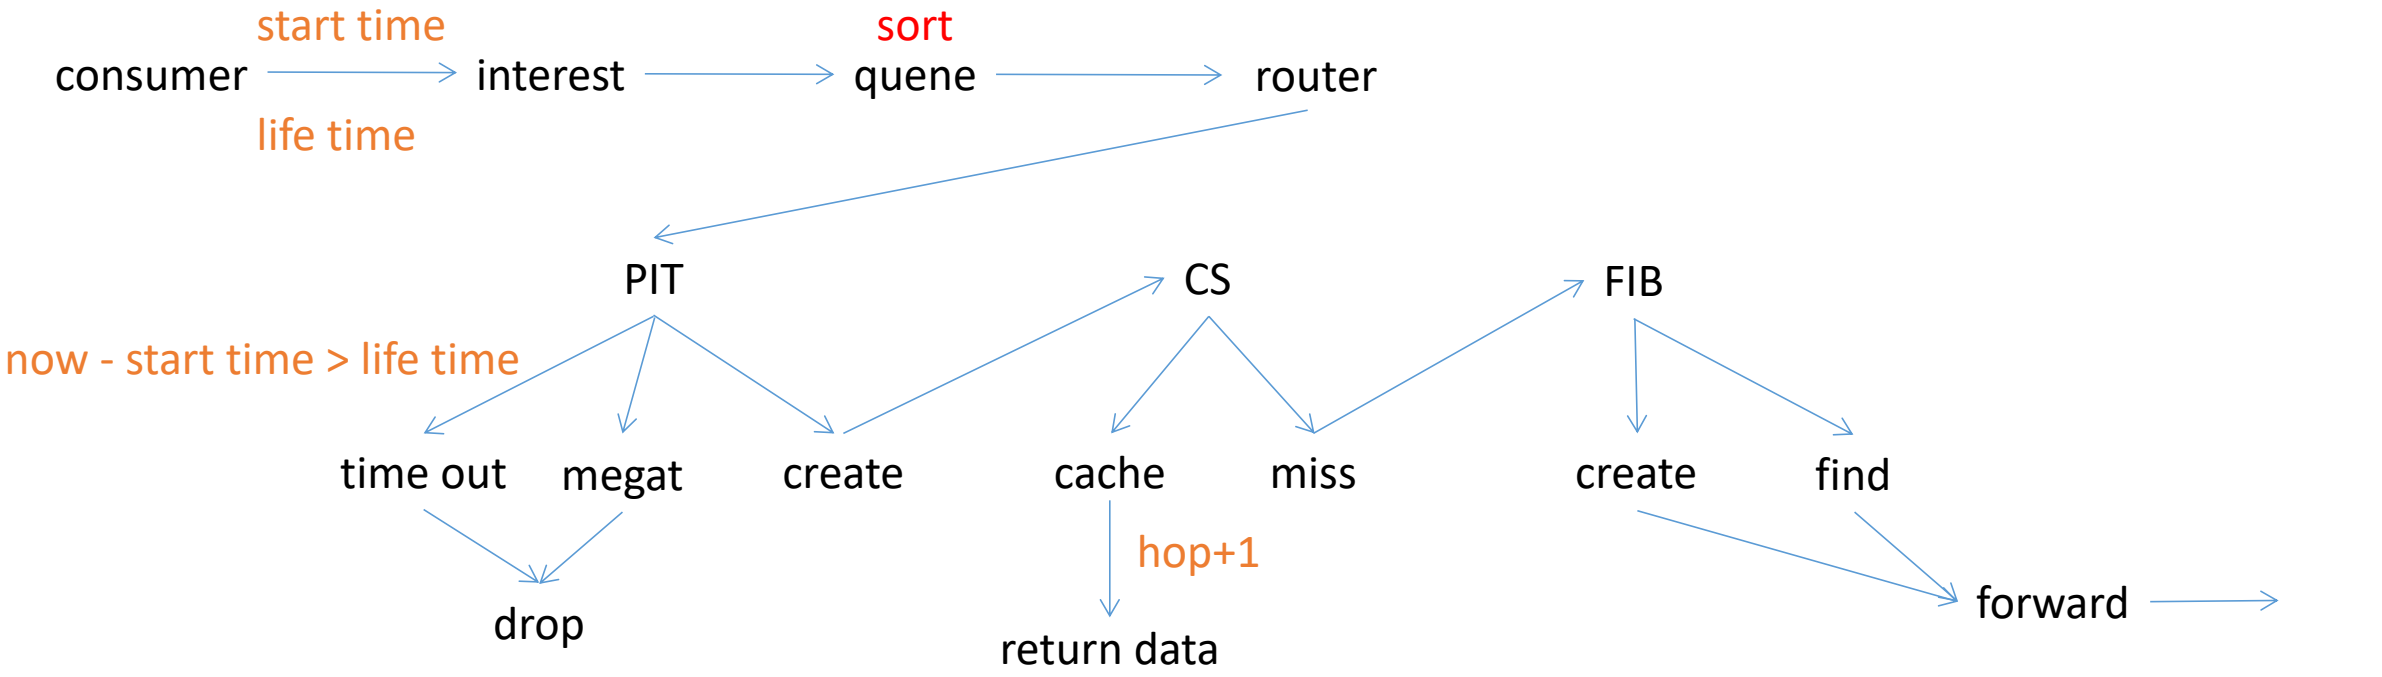 start time
sort
consumer
interest
quene
router
life time
PIT
CS
FIB
now - start time > life time
time out
megat
create
cache
miss
create
find
hop+1
drop
return data
forward